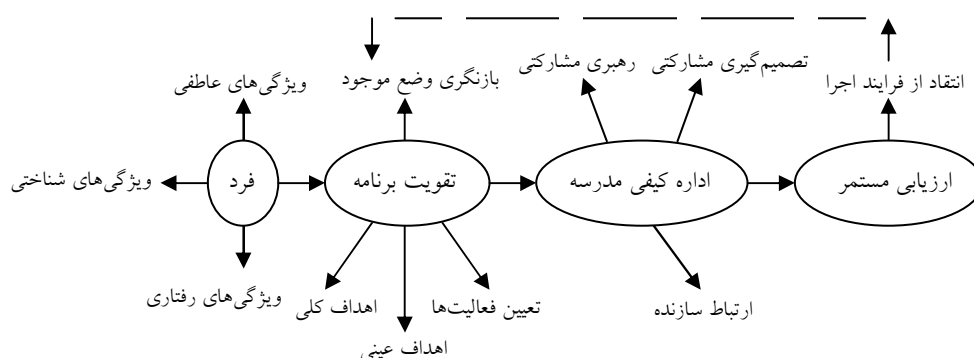 تصمیم‌گیری مشارکتی
رهبری مشارکتی
انتقاد از فرایند اجرا
بازنگری وضع موجود
ویژگی‌های عاطفی
ارزیابی مستمر
اداره کیفی مدرسه
تقویت برنامه
فرد
ویژگی‌های شناختی
ارتباط سازنده
تعیین فعالیت‌ها
اهداف کلی
ویژگی‌های رفتاری
اهداف عینی